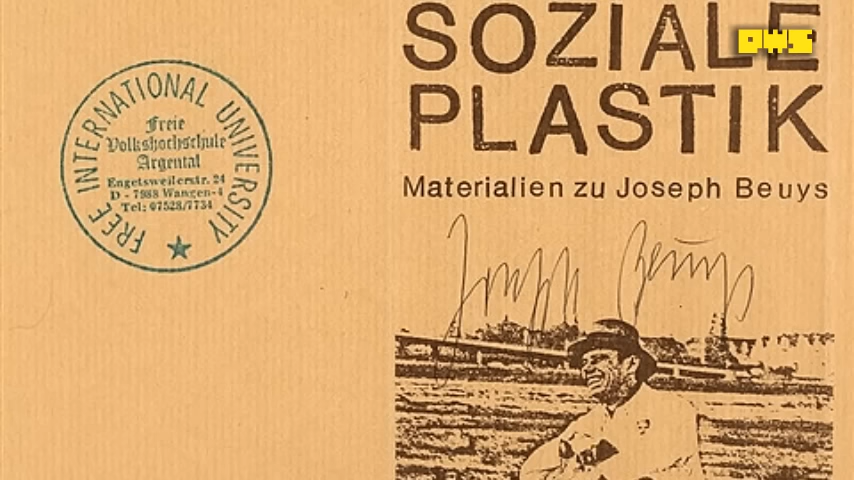 FREE INTERNATIONAL UNIVERSITY
Freie
Volkshochschule
Argental
Engetsweilerstr. 24
D - 7988 Wangen-4
Tel: 07528/7734
SOZIALE
PLASTIK
Materialien zu Joseph Beuys
Joseph Beuys
OWS